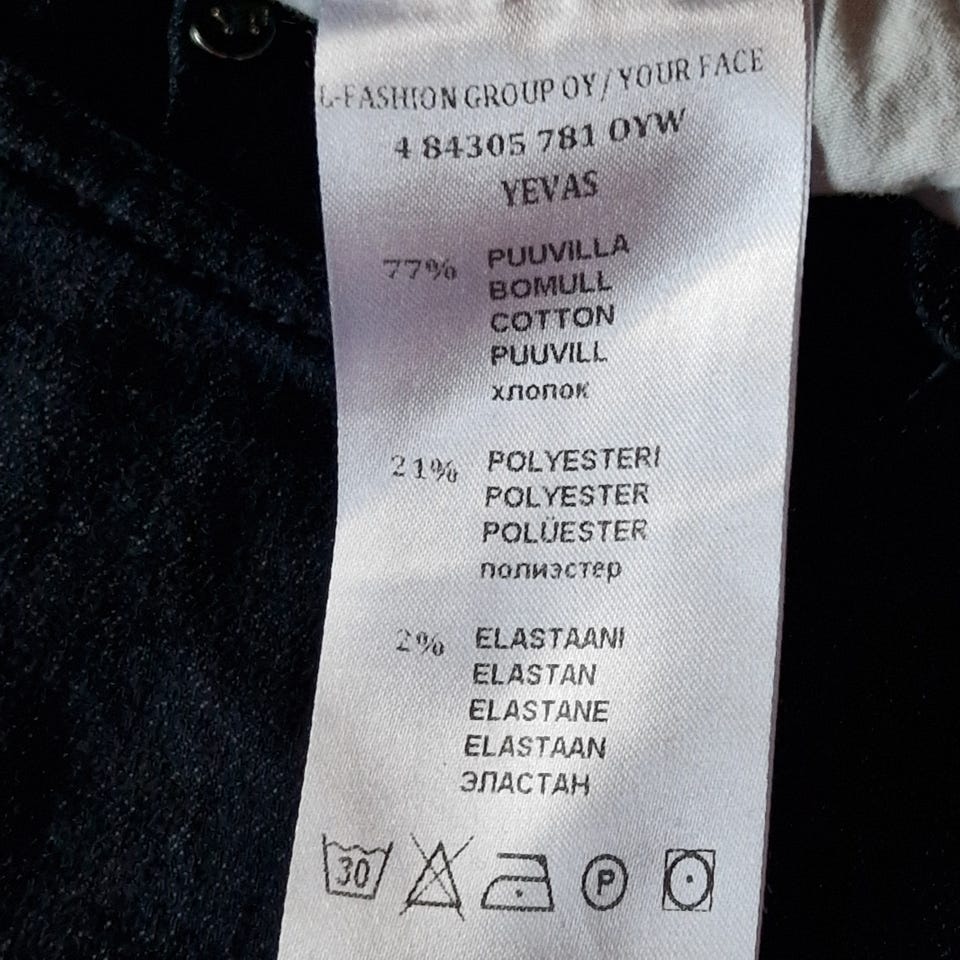 L-FASHION GROUP OY / YOUR FACE
4 84305 781 OYW
YEVAS
77% PUUVILLA
BOMULL
COTTON
PUUVILL
хлопок
21% POLYESTERI
POLYESTER
POLÜESTER
полиэстер
2% ELASTAANI
ELASTAN
ELASTANE
ELASTAAN
ЭЛАСТАН
30 P